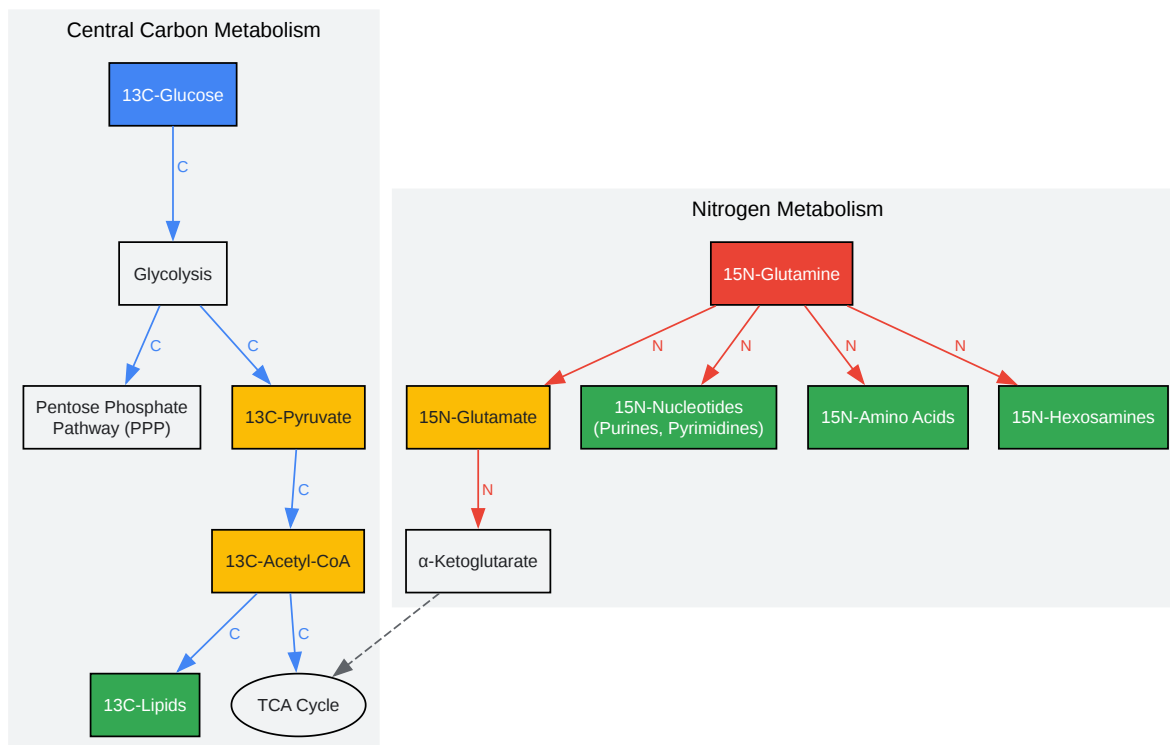 Central Carbon Metabolism
13C-Glucose
C
Glycolysis
C
C
Pentose Phosphate
Pathway (PPP)
13C-Pyruvate
C
13C-Acetyl-CoA
C
C
13C-Lipids
TCA Cycle
Nitrogen Metabolism
15N-Glutamine
N
N
N
N
15N-Glutamate
15N-Nucleotides
(Purines, Pyrimidines)
15N-Amino Acids
15N-Hexosamines
N
α-Ketoglutarate